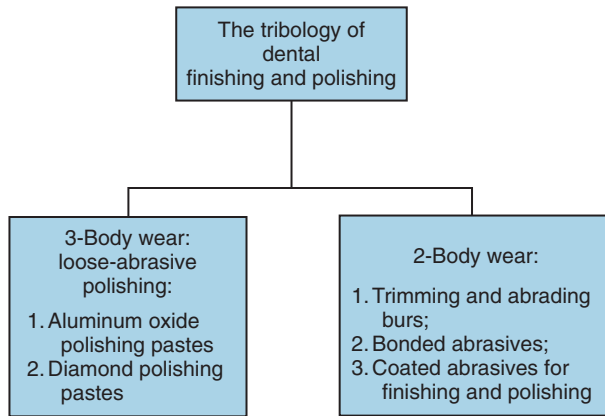 The tribology of
dental
finishing and polishing
3-Body wear:
loose-abrasive
polishing:
1. Aluminum oxide
polishing pastes
2. Diamond polishing
pastes
2-Body wear:
1. Trimming and abrading
burs;
2. Bonded abrasives;
3. Coated abrasives for
finishing and polishing